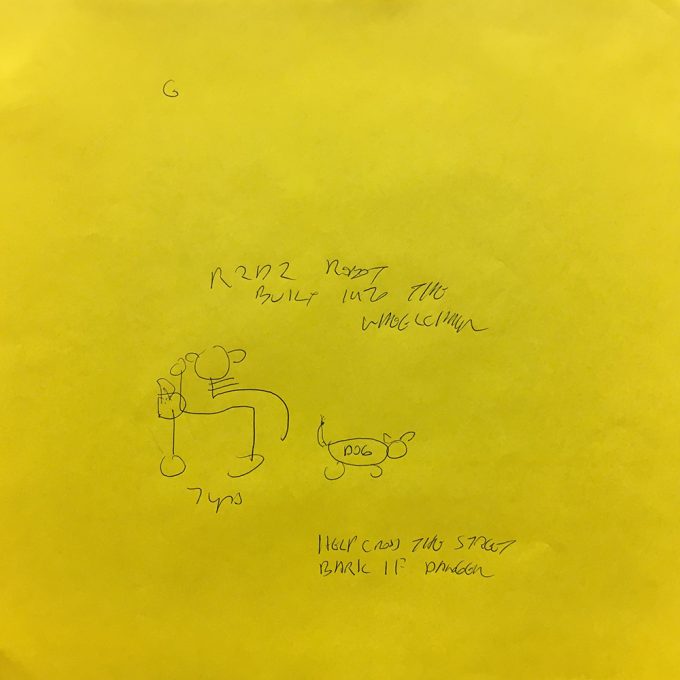 G
R2D2 ROBOT
BUILT INTO THE
WHEELCHAIR
DOG
7 yrs
HELP CROSS THE STREET
BARK IF DANGER